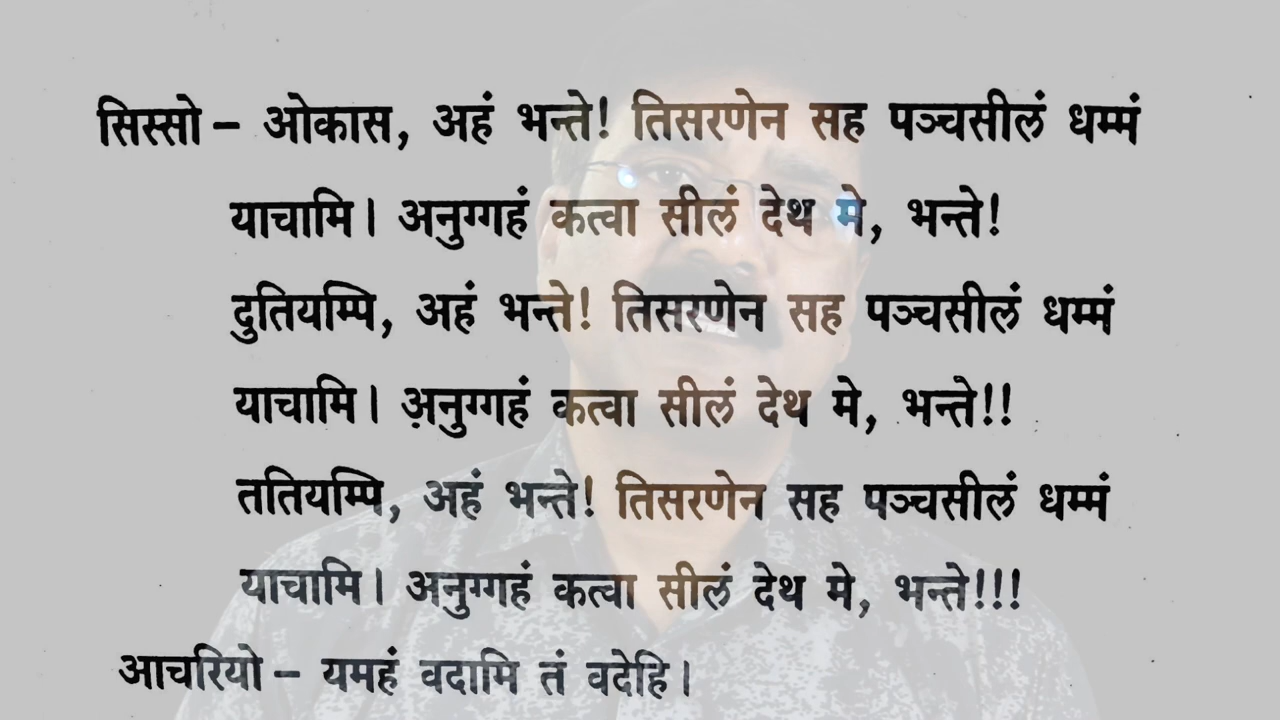 सिस्सो – ओकास, अहं भन्ते! तिसरणेन सह पञ्चसीलं धम्मं
याचामि। अनुग्गहं कत्वा सीलं देथ मे, भन्ते!
दुतियम्पि, अहं भन्ते! तिसरणेन सह पञ्चसीलं धम्मं
याचामि। अनुग्गहं कत्वा सीलं देथ मे, भन्ते!!
ततियम्पि, अहं भन्ते! तिसरणेन सह पञ्चसीलं धम्मं
याचामि। अनुग्गहं कत्वा सीलं देथ मे, भन्ते!!!
आचरियो – यमहं वदामि तं वदेहि।